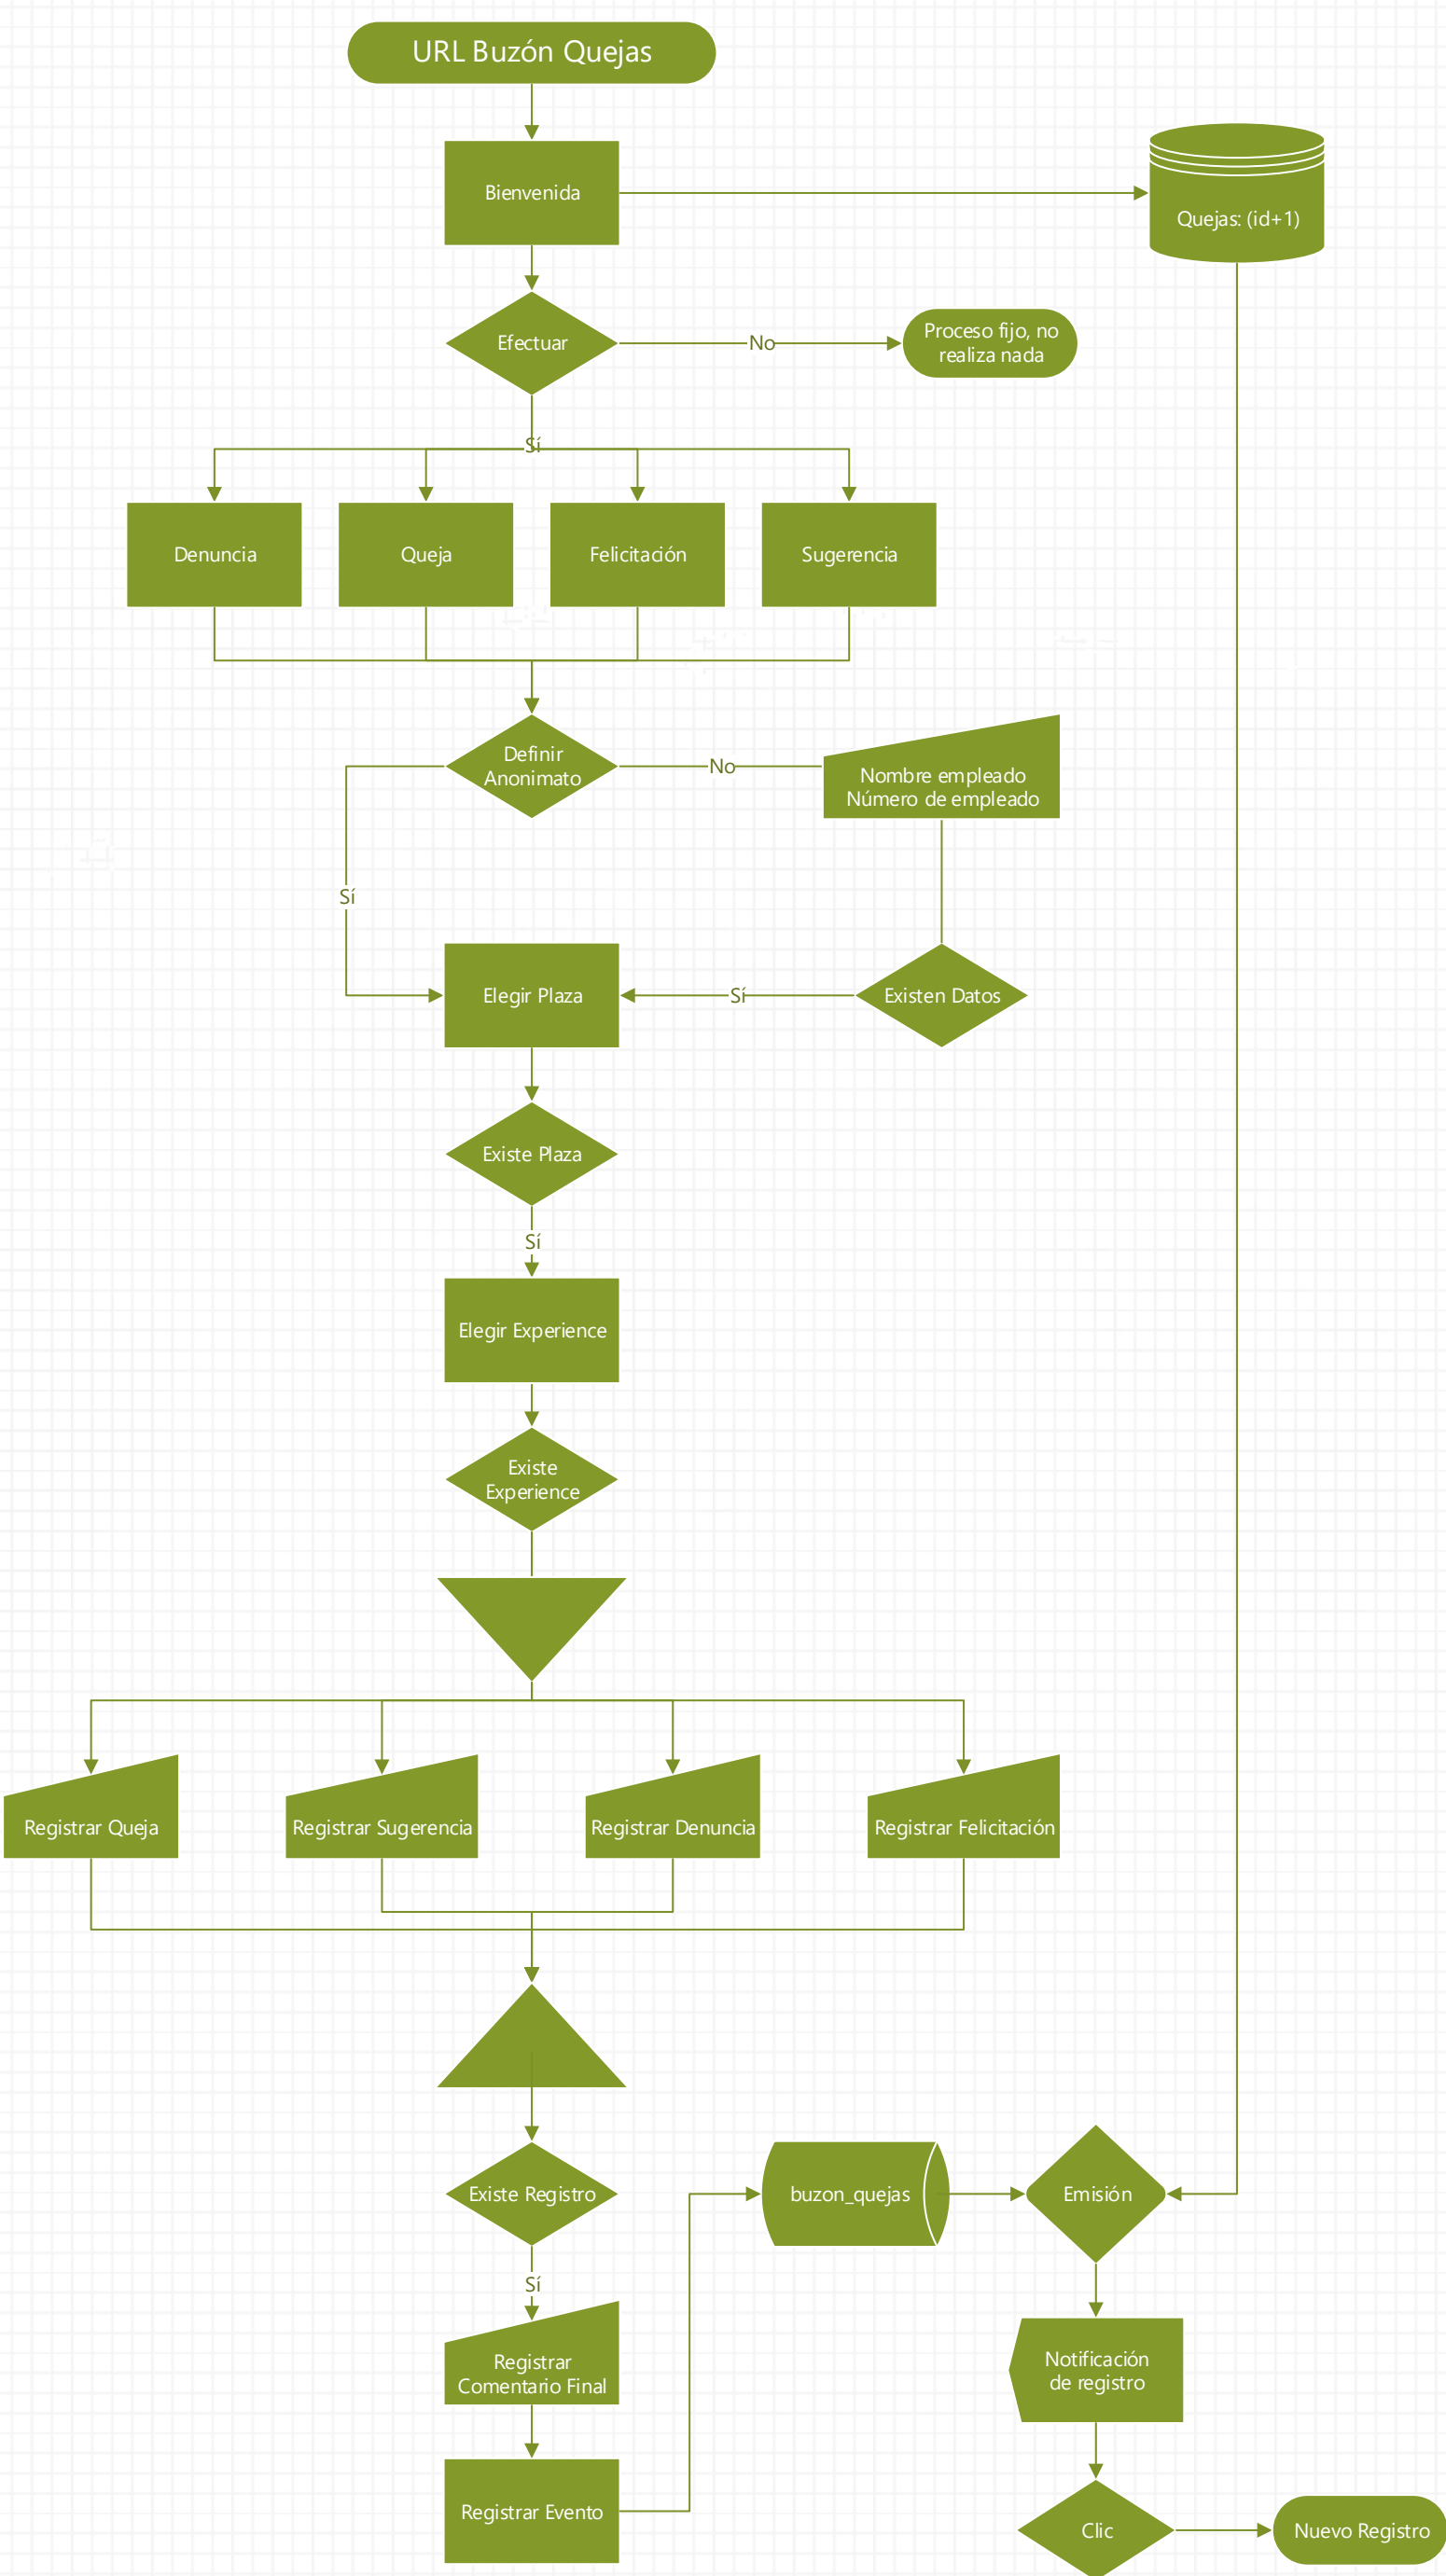 URL Buzón Quejas
Bienvenida
Quejas: (id+1)
Efectuar
No
Proceso fijo, no
realiza nada
Sí
Denuncia
Queja
Felicitación
Sugerencia
Definir
Anonimato
No
Nombre empleado
Número de empleado
Sí
Elegir Plaza
Sí
Existen Datos
Existe Plaza
Sí
Elegir Experience
Existe
Experience
Registrar Queja
Registrar Sugerencia
Registrar Denuncia
Registrar Felicitación
Existe Registro
buzon_quejas
Emisión
Sí
Registrar
Comentario Final
Notificación
de registro
Registrar Evento
Clic
Nuevo Registro